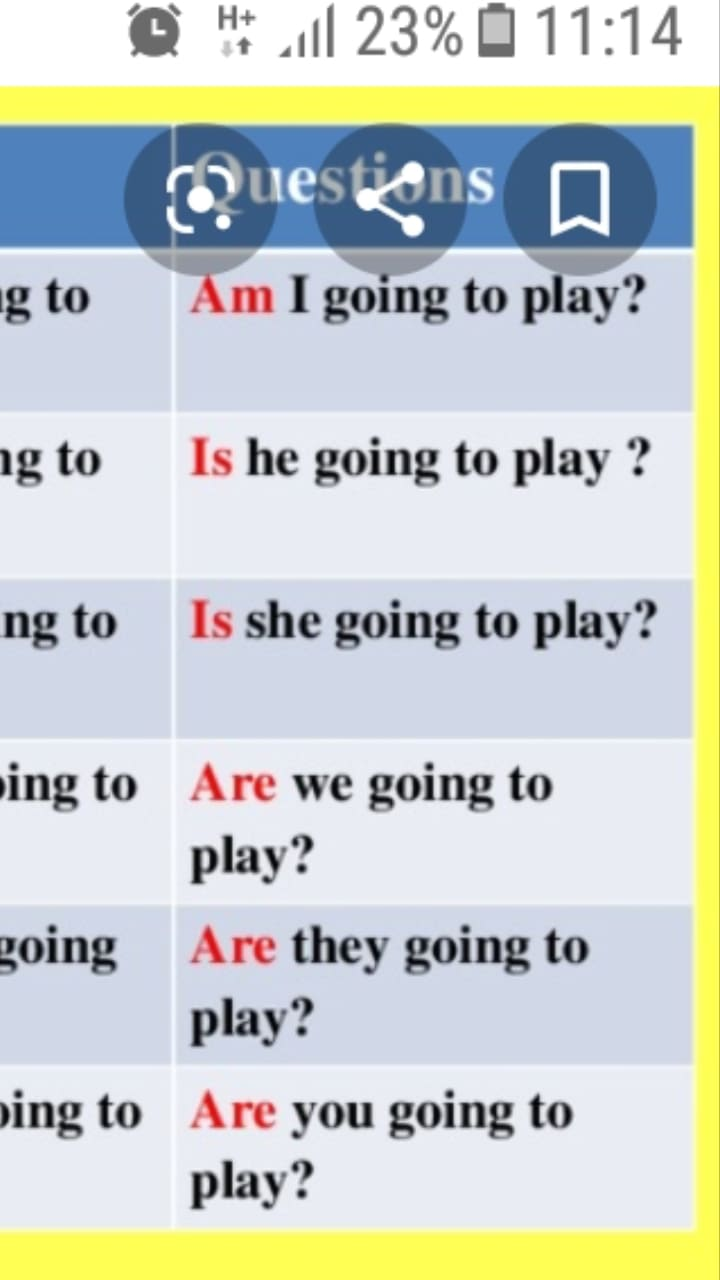 H+ 23% 11:14
Questions
g to Am I going to play?
ng to Is he going to play ?
ng to Is she going to play?
ing to Are we going to
play?
going Are they going to
play?
ing to Are you going to
play?